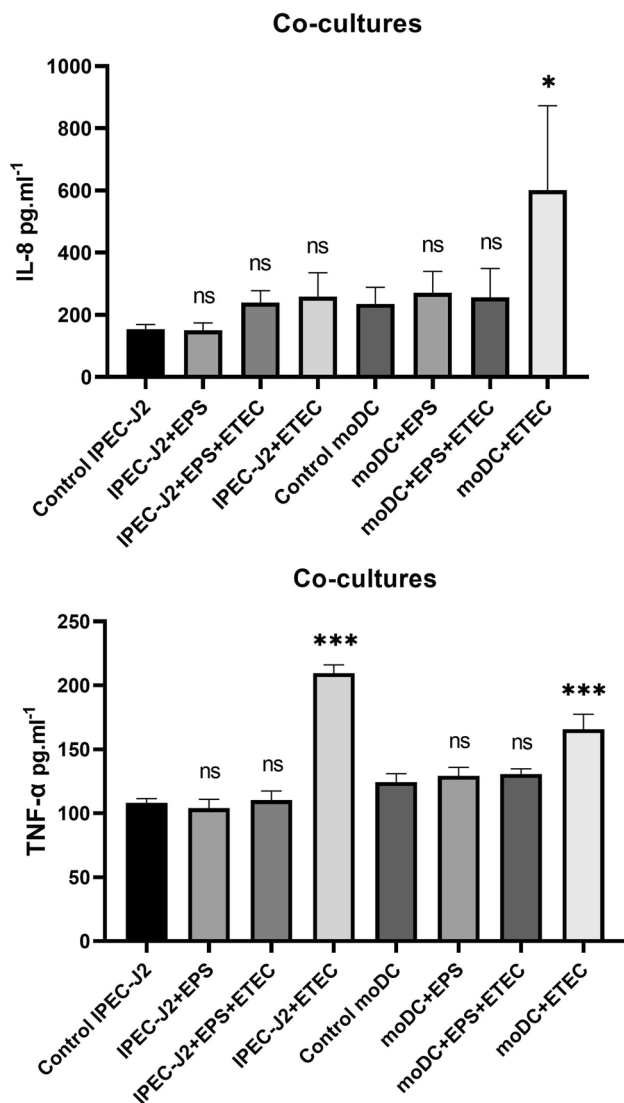 Co-cultures
IL-8 pg.ml-1
1000
800
600
400
200
0
ns
ns
ns
ns
ns
*
Control IPEC-J2
IPEC-J2+EPS
IPEC-J2+EPS+ETEC
IPEC-J2+ETEC
Control moDC
moDC+EPS
moDC+EPS+ETEC
moDC+ETEC
Co-cultures
TNF-α pg.ml-1
250
200
150
100
50
0
ns
ns
***
ns
ns
***
Control IPEC-J2
IPEC-J2+EPS
IPEC-J2+EPS+ETEC
IPEC-J2+ETEC
Control moDC
moDC+EPS
moDC+EPS+ETEC
moDC+ETEC